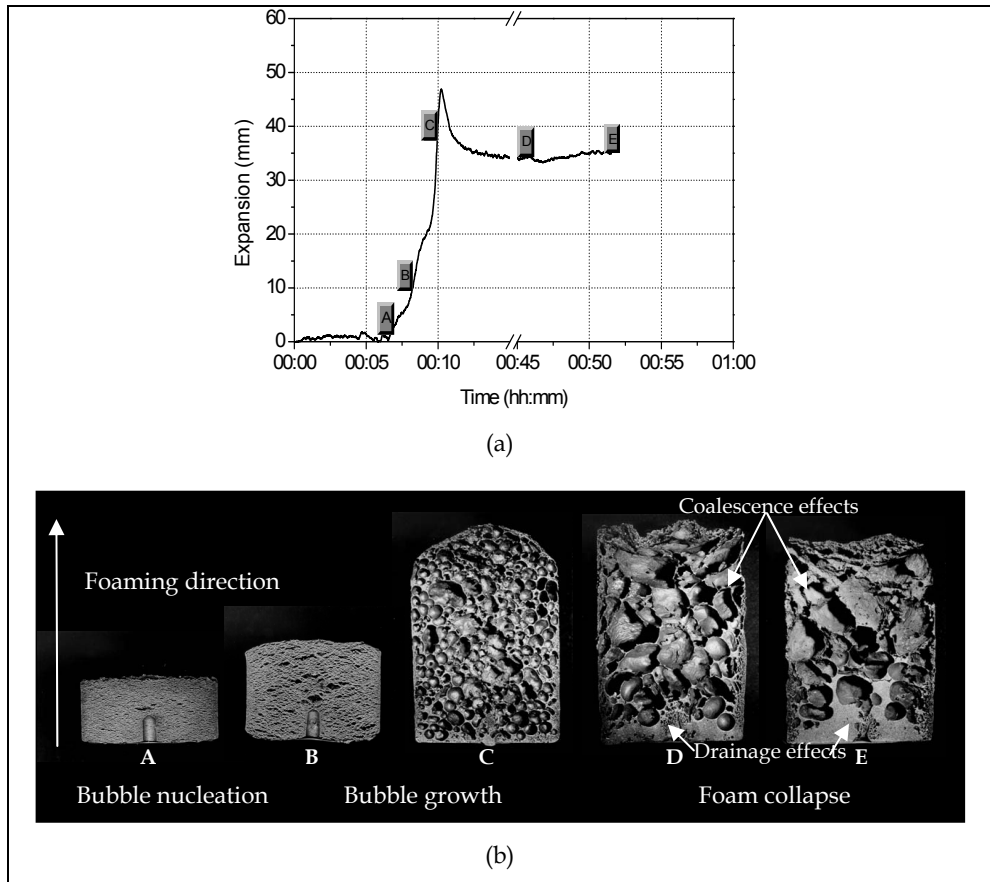 60
50
40
30
20
10
0
Expansion (mm)
A
B
C
D
E
00:00 00:05 00:10 00:45 00:50 00:55 01:00
Time (hh:mm)
(a)
Coalescence effects
Foaming direction
Drainage effects
A B C D E
Bubble nucleation Bubble growth Foam collapse
(b)